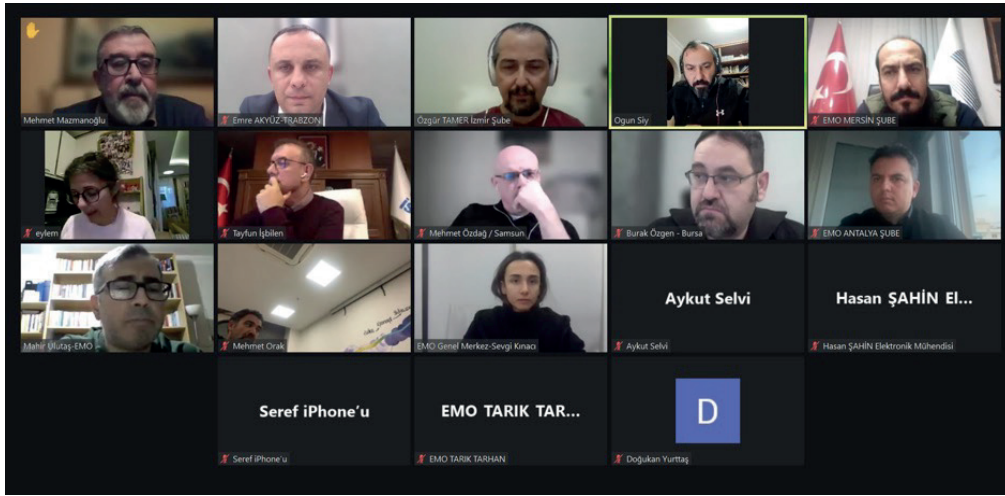 Mehmet Mazmanoğlu
Emre AKYÜZ-TRABZON
Özgür TAMER İzmir Şube
Ogun Siy
EMO MERSİN ŞUBE
eylem
Tayfun İşbilen
Mehmet Özdağ / Samsun
Burak Özgen - Bursa
EMO ANTALYA ŞUBE
Mahir Ulutaş-EMO
Mehmet Orak
EMO Genel Merkez-Sevgi Kınacı
Aykut Selvi
Aykut Selvi
Hasan ŞAHİN El...
Hasan ŞAHİN Elektronik Mühendisi
Seref iPhone'u
Seref iPhone'u
EMO TARIK TAR...
EMO TARIK TARHAN
D
Doğukan Yurttaş